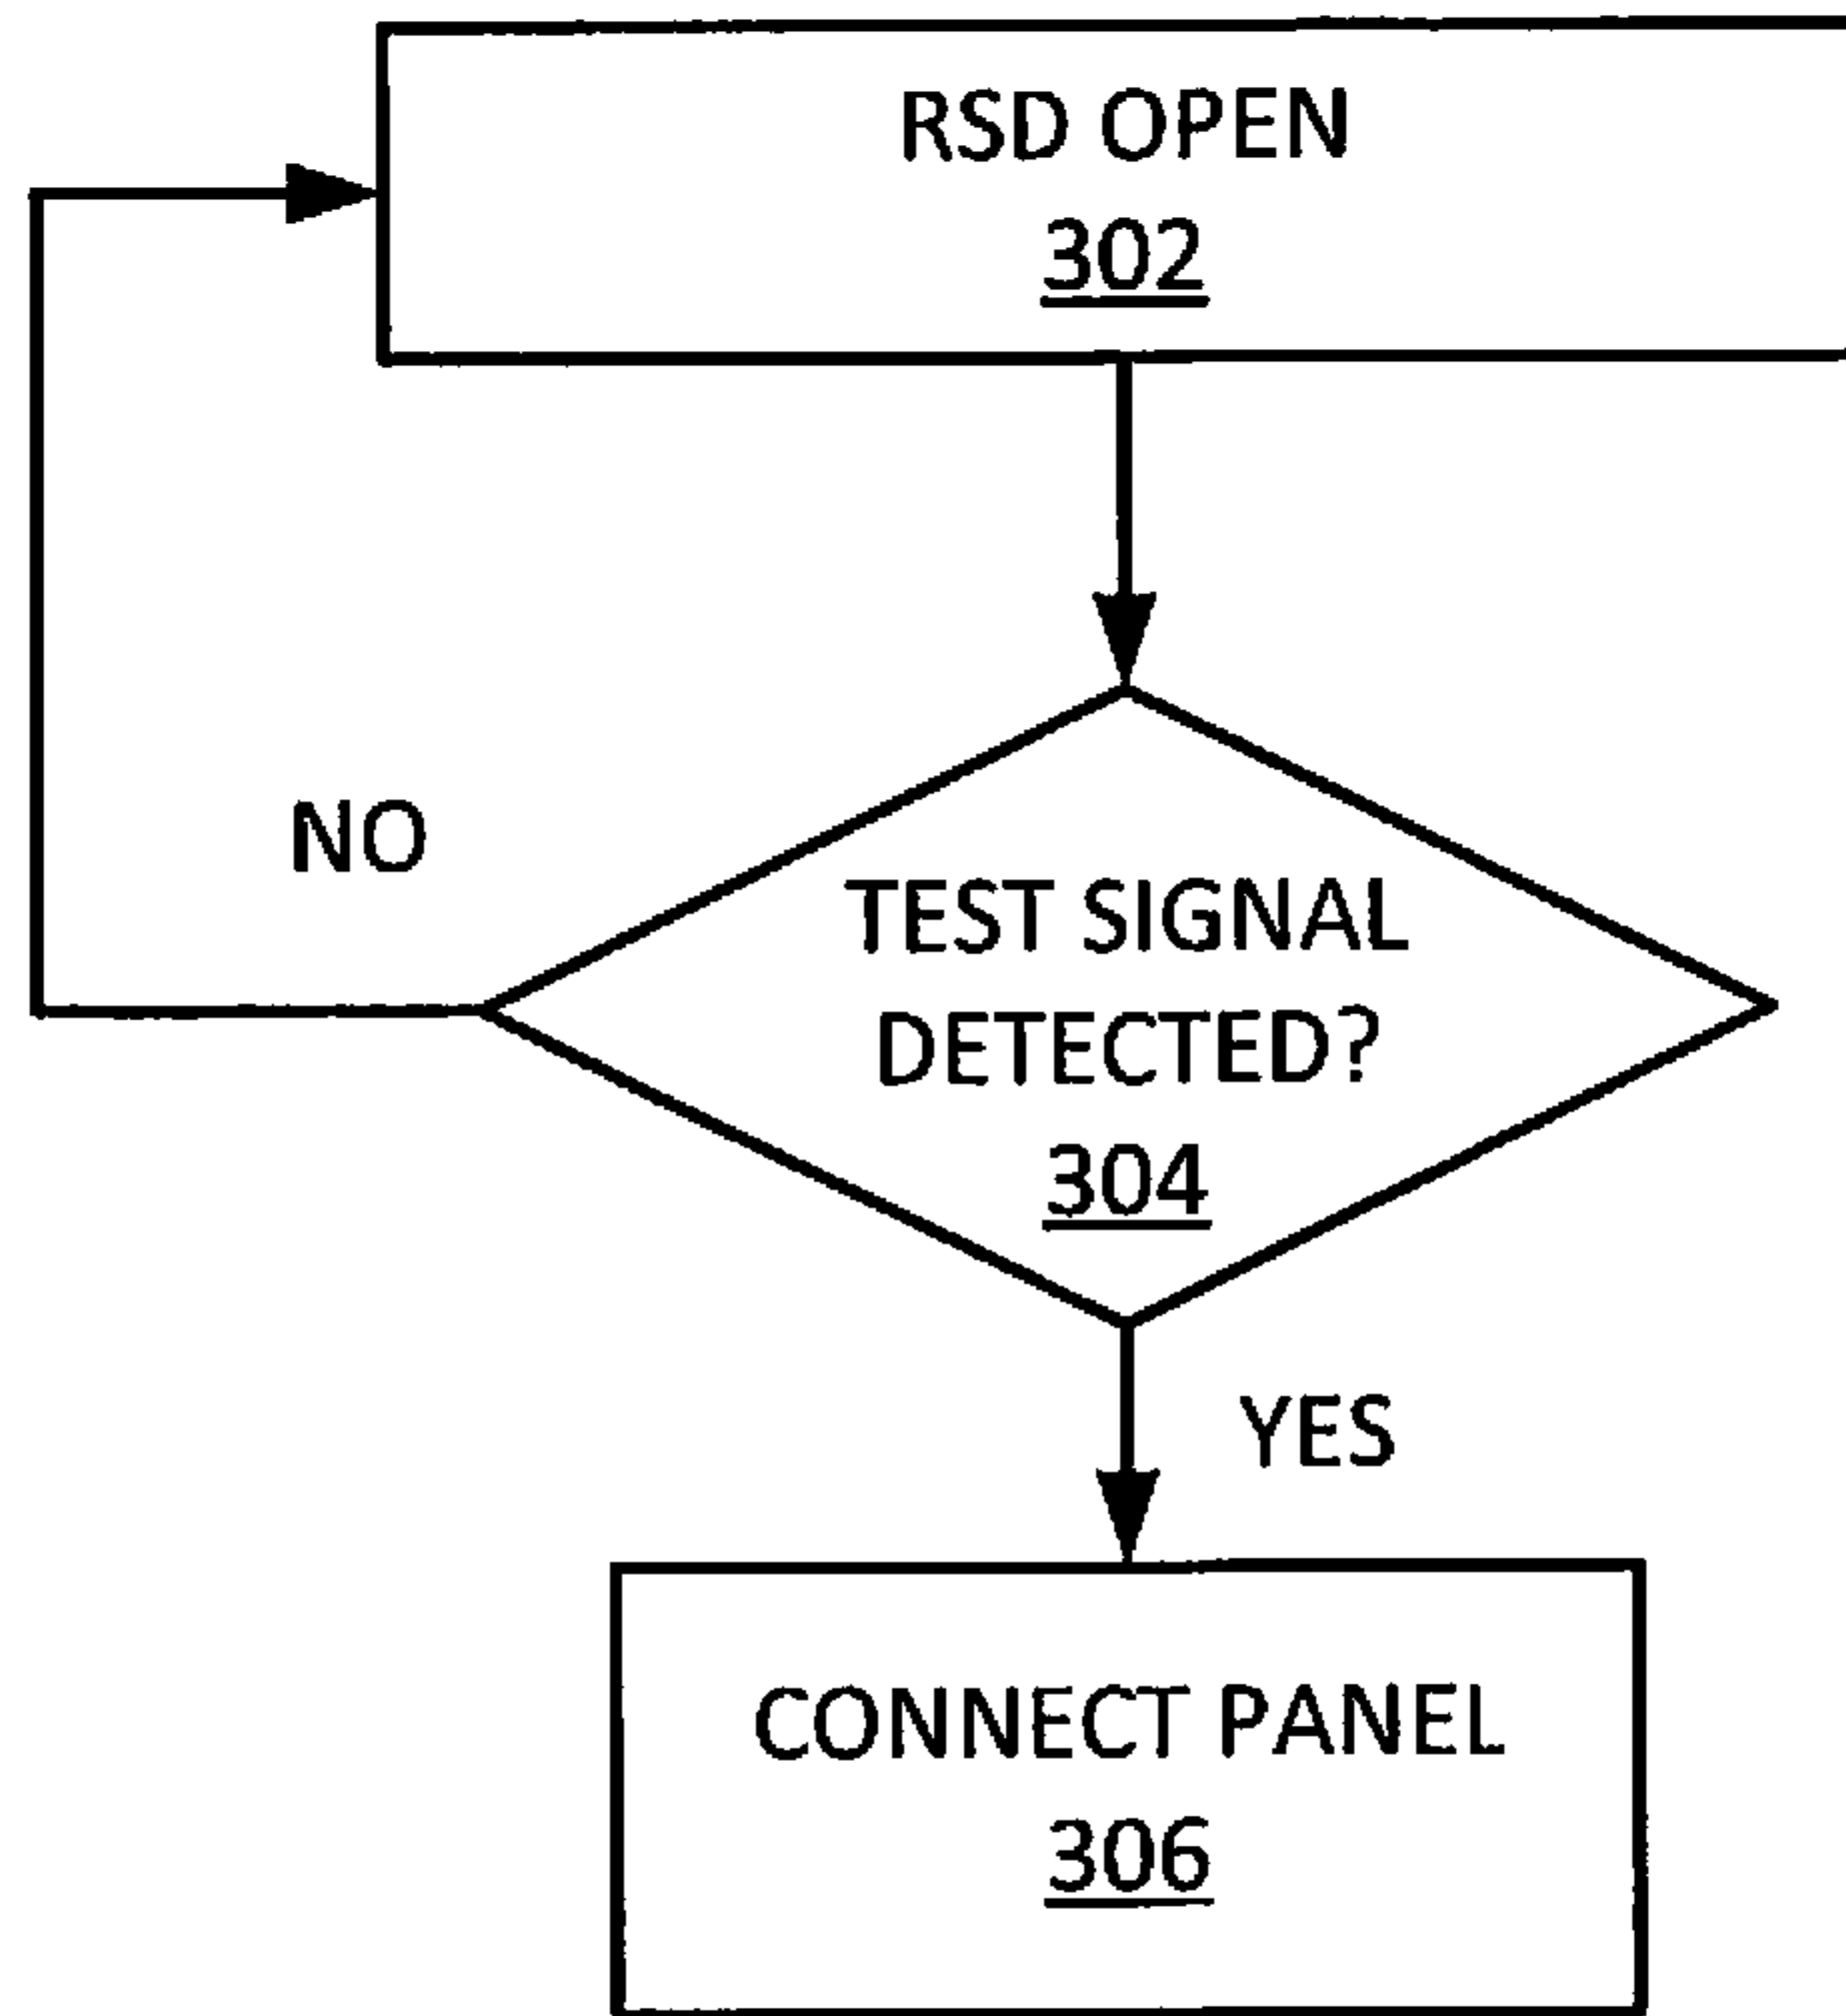 RSD OPEN
302
NO
TEST SIGNAL
DETECTED?
304
YES
CONNECT PANEL
306